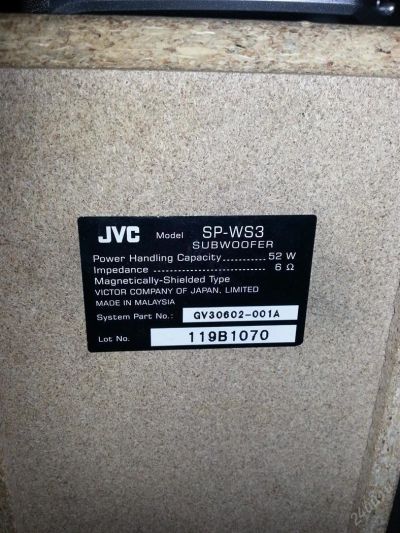 JVC Model SP-WS3
SUBWOOFER
Power Handling Capacity............ 52 W
Impedance ............................ 6 Ω
Magnetically-Shielded Type
VICTOR COMPANY OF JAPAN, LIMITED
MADE IN MALAYSIA
System Part No.: GV30602-001A
Lot No. 119B1070